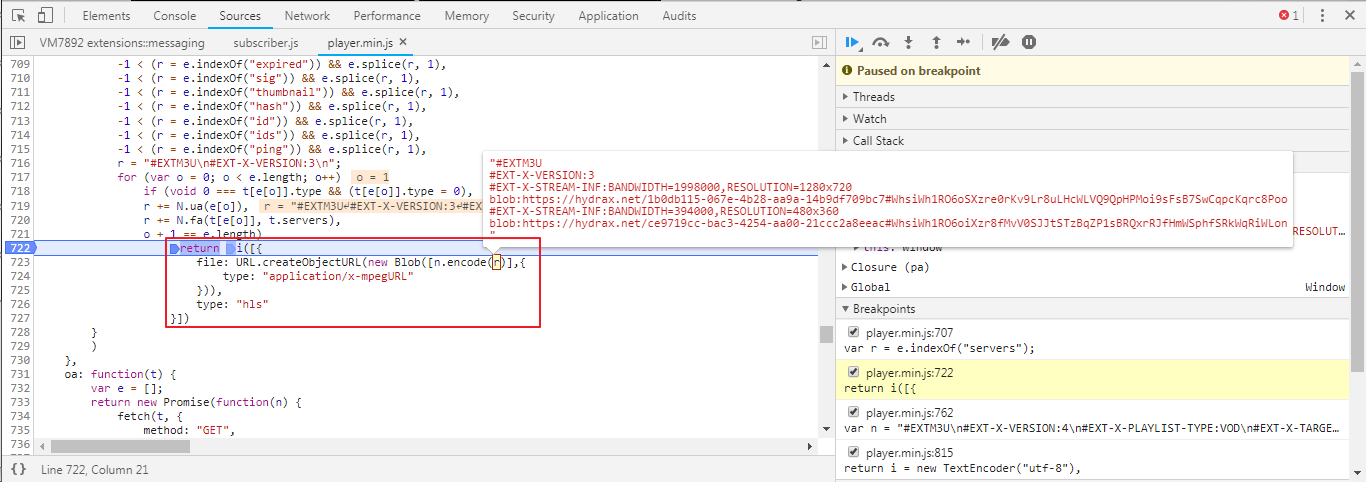 Elements Console Sources Network Performance Memory Security Application Audits 1
VM7892 extensions::messaging subscriber.js player.min.js
709 -1 < (r = e.indexOf("expired")) && e.splice(r, 1),
710 -1 < (r = e.indexOf("sig")) && e.splice(r, 1),
711 -1 < (r = e.indexOf("thumbnail")) && e.splice(r, 1),
712 -1 < (r = e.indexOf("hash")) && e.splice(r, 1),
713 -1 < (r = e.indexOf("id")) && e.splice(r, 1),
714 -1 < (r = e.indexOf("ids")) && e.splice(r, 1),
715 -1 < (r = e.indexOf("ping")) && e.splice(r, 1),
716 r = "#EXTM3U\n#EXT-X-VERSION:3\n";
717 for (var o = 0; o < e.length; o++) o = 1
718 if (void 0 === t[e[o]].type && (t[e[o]].type = 0),
719 r += N.ua(e[o]), r = "#EXTM3U↵#EXT-X-VERSION:3↵#EX
720 r += N.fa(t[e[o]], t.servers),
721 o + 1 == e.length)
722 return i([{
723 file: URL.createObjectURL(new Blob([n.encode(r)],{
724 type: "application/x-mpegURL"
725 })),
726 type: "hls"
727 }])
728 }
729 )
730 },
731 oa: function(t) {
732 var e = [];
733 return new Promise(function(n) {
734 fetch(t, {
735 method: "GET",
736
{} Line 722, Column 21
"#EXTM3U
#EXT-X-VERSION:3
#EXT-X-STREAM-INF:BANDWIDTH=1998000,RESOLUTION=1280x720
blob:https://hydrax.net/1b0db115-067e-4b28-aa9a-14b9df709bc7#WhsiWh1RO6oSXzre0rKv9Lr8uLHcWLVQ9QpHPMoi9sFsB7SwCqpcKqrc8Poo
#EXT-X-STREAM-INF:BANDWIDTH=394000,RESOLUTION=480x360
blob:https://hydrax.net/ce9719cc-bac3-4254-aa00-21ccc2a8eeac#WhsiWh1RO6oiXzr8fMvV0SJJtSTzBqZP1sBRQxrRJfHmWSphfSRkWqRiWLon
"
Paused on breakpoint
Threads
Watch
Call Stack
RESOLUT…
this: Window
Closure (pa)
Global Window
Breakpoints
player.min.js:707
var r = e.indexOf("servers");
player.min.js:722
return i([{
player.min.js:762
var n = "#EXTM3U\n#EXT-X-VERSION:4\n#EXT-X-PLAYLIST-TYPE:VOD\n#EXT-X-TARGE…
player.min.js:815
return i = new TextEncoder("utf-8"),